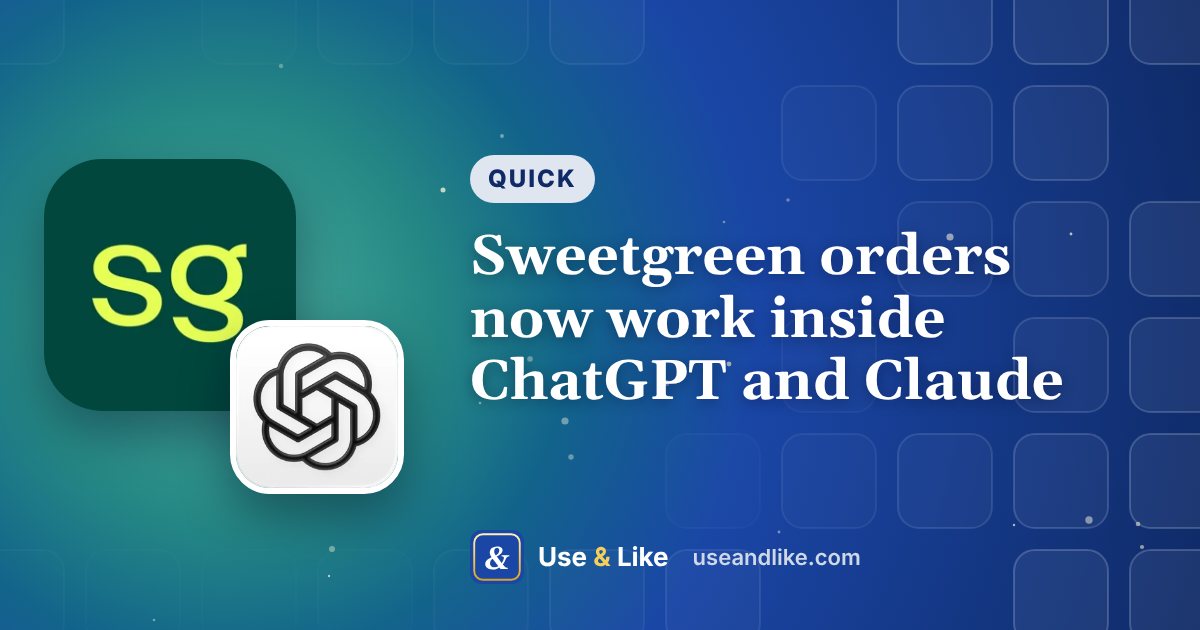 sg
QUICK
Sweetgreen orders
now work inside
ChatGPT and Claude
& Use & Like useandlike.com